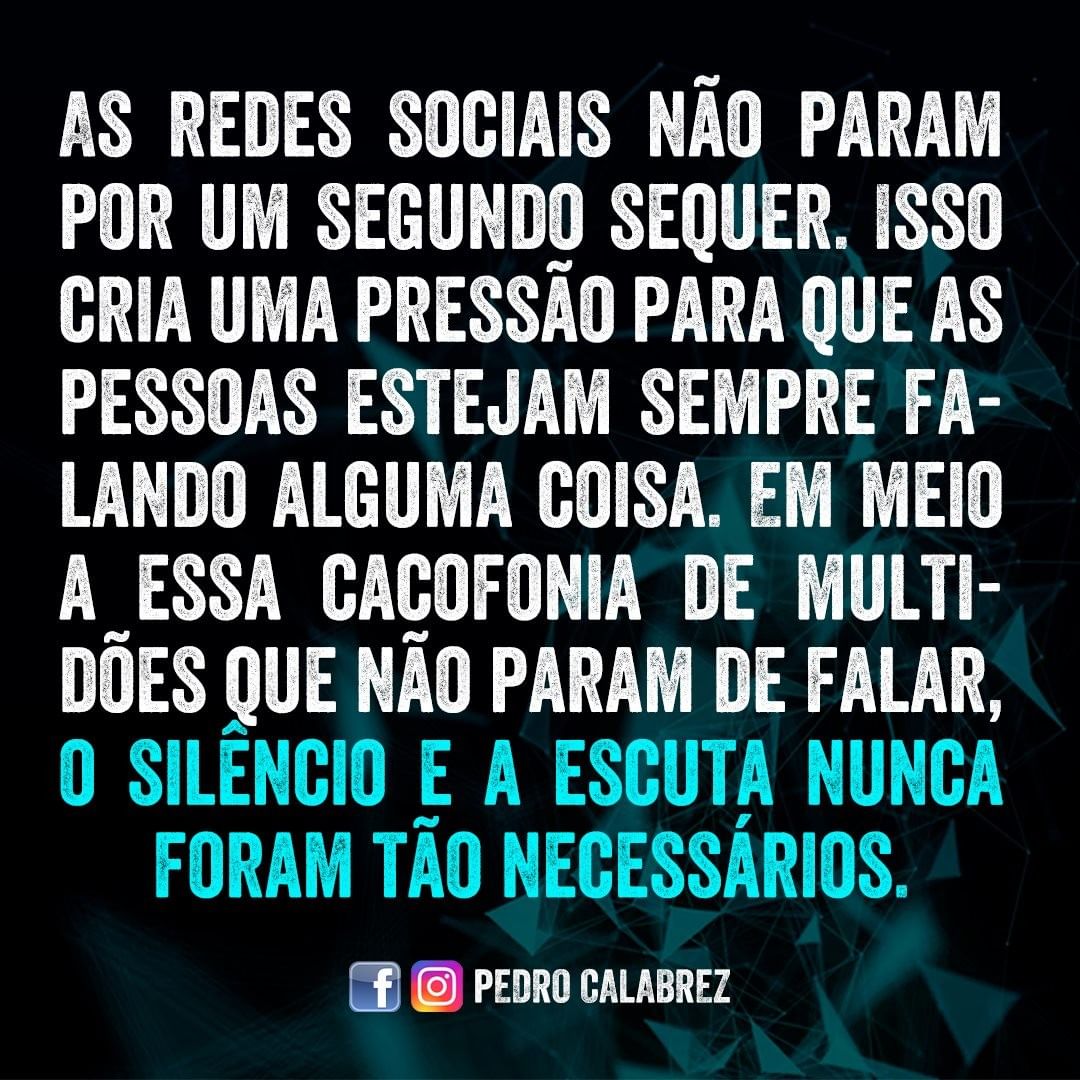 AS REDES SOCIAIS NÃO PARAM
POR UM SEGUNDO SEQUER. ISSO
CRIA UMA PRESSÃO PARA QUE AS
PESSOAS ESTEJAM SEMPRE FA-
LANDO ALGUMA COISA. EM MEIO
A ESSA CACOFONIA DE MULTI-
DÕES QUE NÃO PARAM DE FALAR,
O SILÊNCIO E A ESCUTA NUNCA
FORAM TÃO NECESSÁRIOS.
f PEDRO CALABREZ